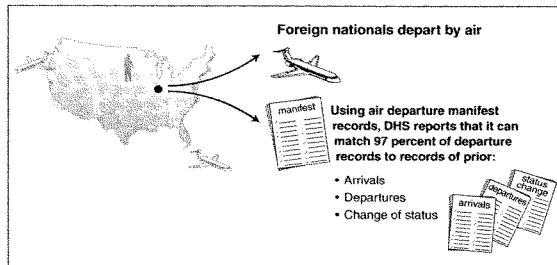 Foreign nationals depart by air
manifest
Using air departure manifest
records, DHS reports that it can
match 97 percent of departure
records to records of prior:
• Arrivals
• Departures
• Change of status
arrivals
departures
status
change